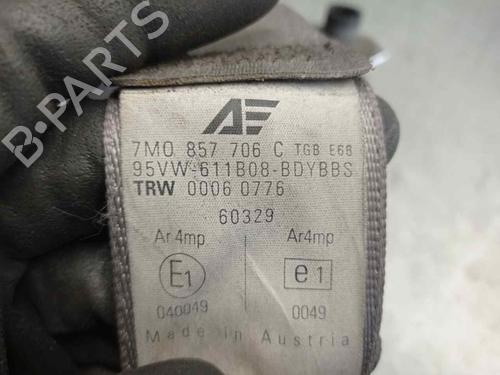 AE
7M0 857 706 C TGB E68
95VW-611B08-BDYBBS
TRW 0006 0776
60329
Ar4mp Ar4mp
E1 e1
040049 0049
Made in Austria
B-PARTS